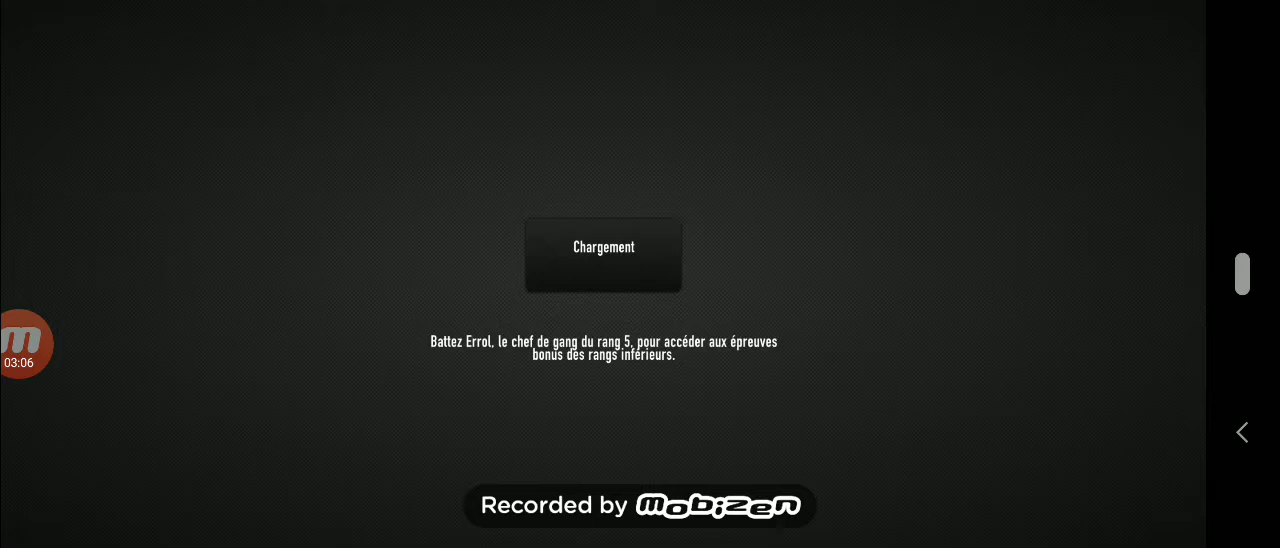 Chargement
Battez Errol, le chef de gang du rang 5, pour accéder aux épreuves
bonus des rangs inférieurs.
03:06
Recorded by mobizen